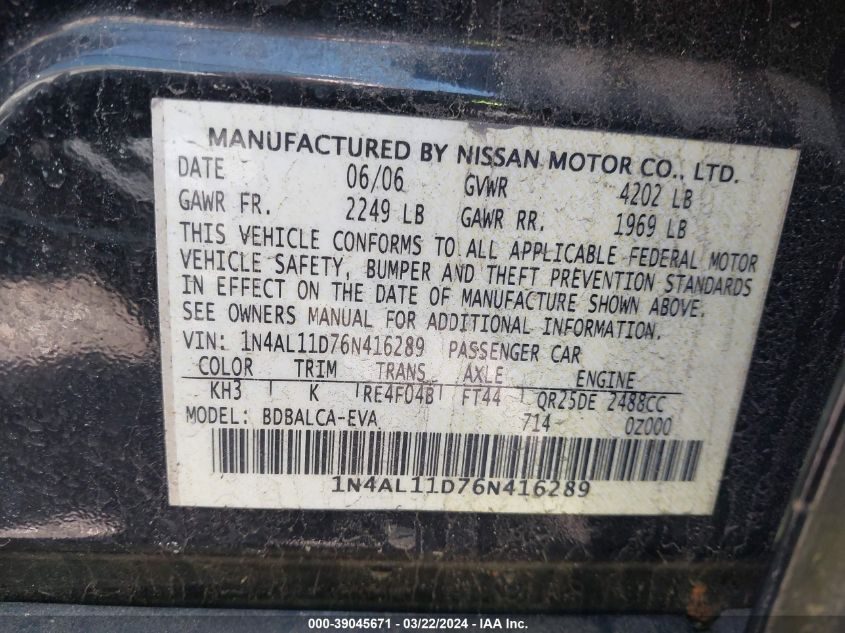 MANUFACTURED BY NISSAN MOTOR CO., LTD.
DATE 06/06 GVWR 4202 LB
GAWR FR. 2249 LB GAWR RR. 1969 LB
THIS VEHICLE CONFORMS TO ALL APPLICABLE FEDERAL MOTOR
VEHICLE SAFETY, BUMPER AND THEFT PREVENTION STANDARDS
IN EFFECT ON THE DATE OF MANUFACTURE SHOWN ABOVE.
SEE OWNERS MANUAL FOR ADDITIONAL INFORMATION.
VIN: 1N4AL11D76N416289 PASSENGER CAR
COLOR TRIM TRANS AXLE ENGINE
KH3 K RE4F04B FT44 QR25DE 2488CC
MODEL: BDBALCA-EVA 714 0Z000
1N4AL11D76N416289
000-39045671 - 03/22/2024 - IAA Inc.